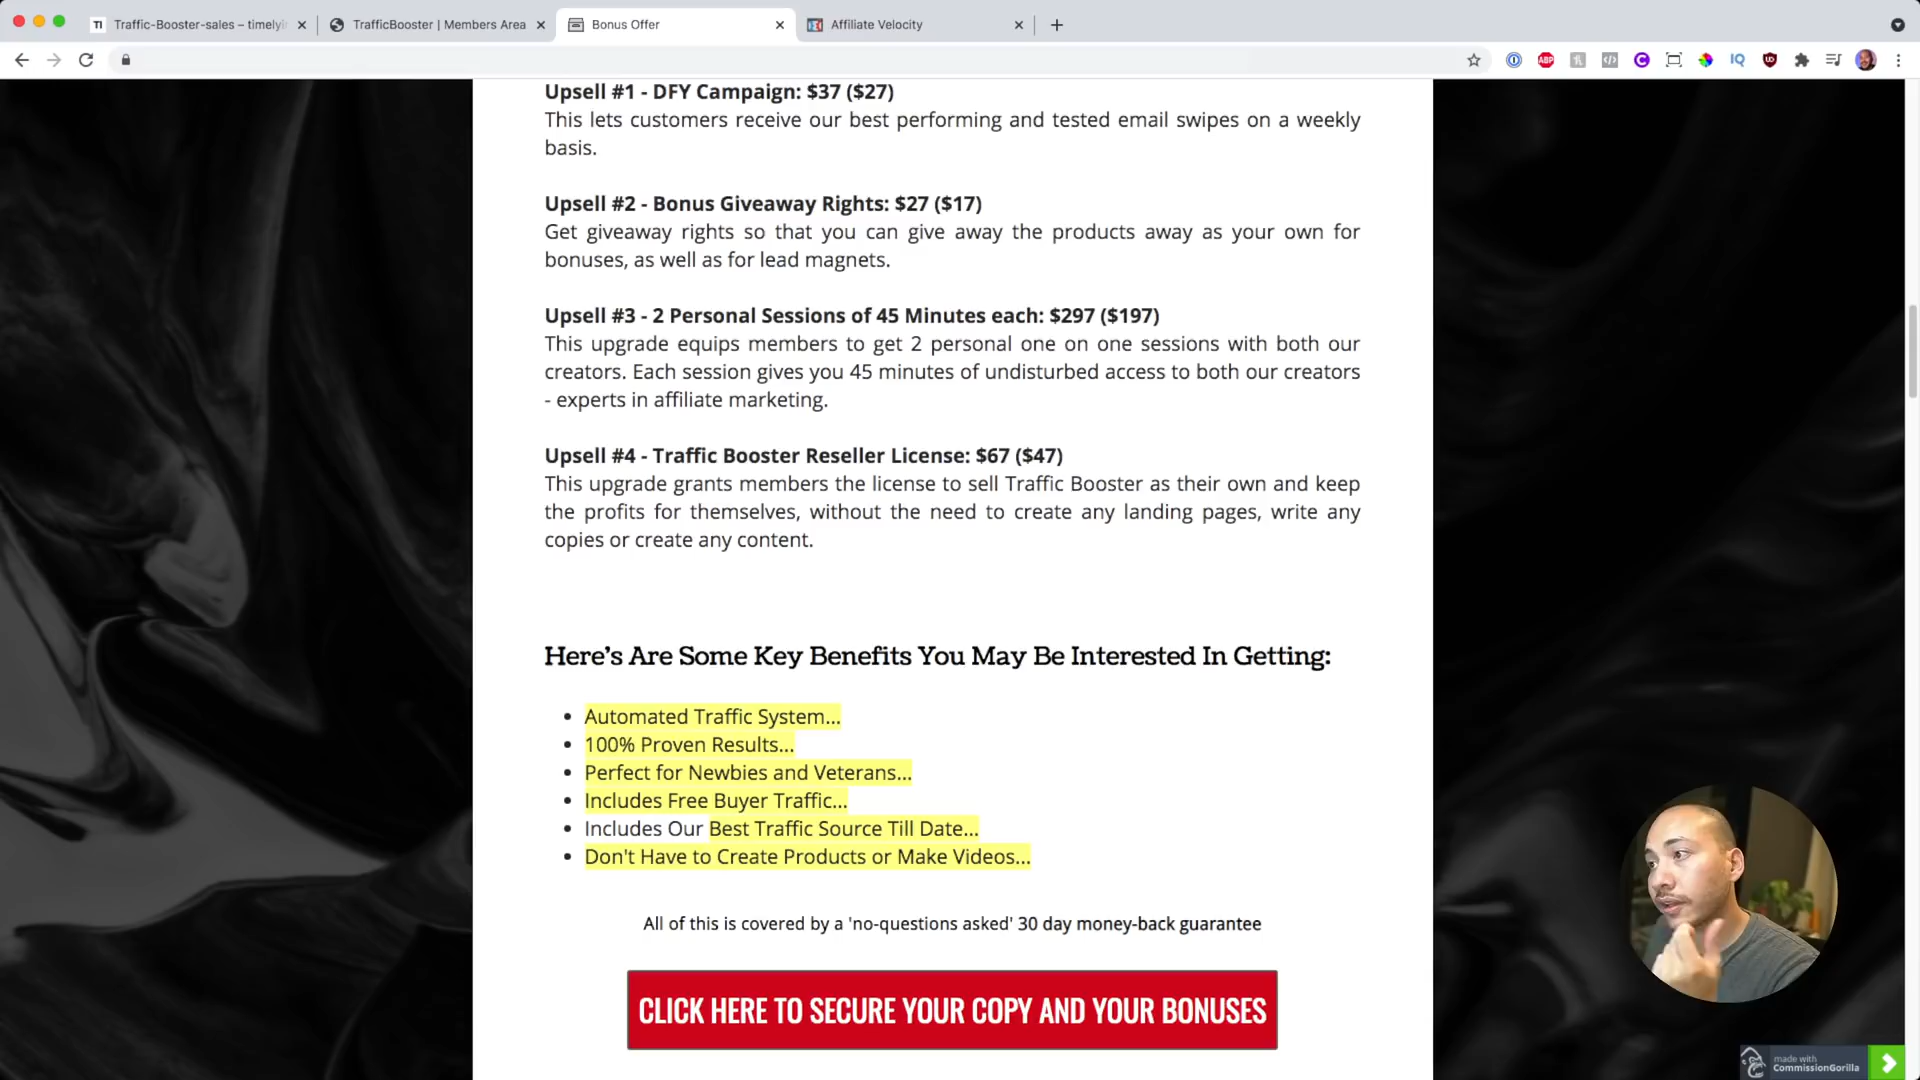 TI Traffic-Booster-sales – timelyi
TrafficBooster | Members Area
Bonus Offer
Affiliate Velocity
ABP
IQ
Upsell #1 - DFY Campaign: $37 ($27)
This lets customers receive our best performing and tested email swipes on a weekly
basis.
Upsell #2 - Bonus Giveaway Rights: $27 ($17)
Get giveaway rights so that you can give away the products away as your own for
bonuses, as well as for lead magnets.
Upsell #3 - 2 Personal Sessions of 45 Minutes each: $297 ($197)
This upgrade equips members to get 2 personal one on one sessions with both our
creators. Each session gives you 45 minutes of undisturbed access to both our creators
- experts in affiliate marketing.
Upsell #4 - Traffic Booster Reseller License: $67 ($47)
This upgrade grants members the license to sell Traffic Booster as their own and keep
the profits for themselves, without the need to create any landing pages, write any
copies or create any content.
Here's Are Some Key Benefits You May Be Interested In Getting:
• Automated Traffic System...
• 100% Proven Results...
• Perfect for Newbies and Veterans...
• Includes Free Buyer Traffic...
• Includes Our Best Traffic Source Till Date...
• Don't Have to Create Products or Make Videos...
All of this is covered by a 'no-questions asked' 30 day money-back guarantee
CLICK HERE TO SECURE YOUR COPY AND YOUR BONUSES
made with
CommissionGorilla